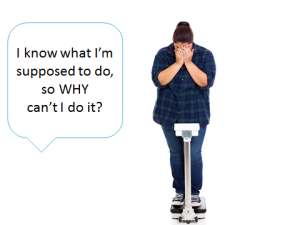 I know what I'm
supposed to do,
so WHY
can't I do it?